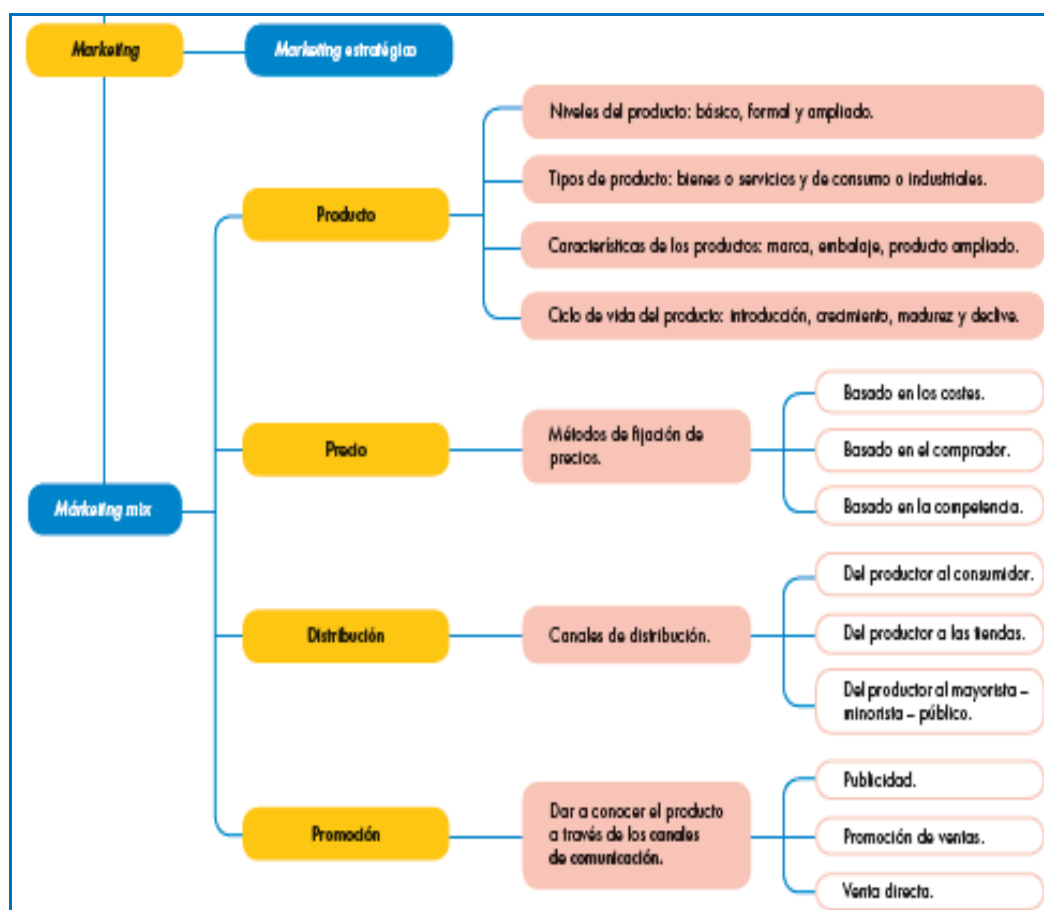 Marketing
Marketing estratégico
Niveles del producto: básico, formal y ampliado.
Tipos de producto: bienes o servicios y de consumo o industriales.
Producto
Características de los productos: marca, embalaje, producto ampliado.
Ciclo de vida del producto: introducción, crecimiento, madurez y declive.
Basado en los costes.
Precio
Métodos de fijación de
precios.
Basado en el comprador.
Basado en la competencia.
Márketing mix
Del productor al consumidor.
Distribución
Canales de distribución.
Del productor a las tiendas.
Del productor al mayorista –
minorista – público.
Publicidad.
Promoción
Dar a conocer el producto
a través de los canales
de comunicación.
Promoción de ventas.
Venta directa.